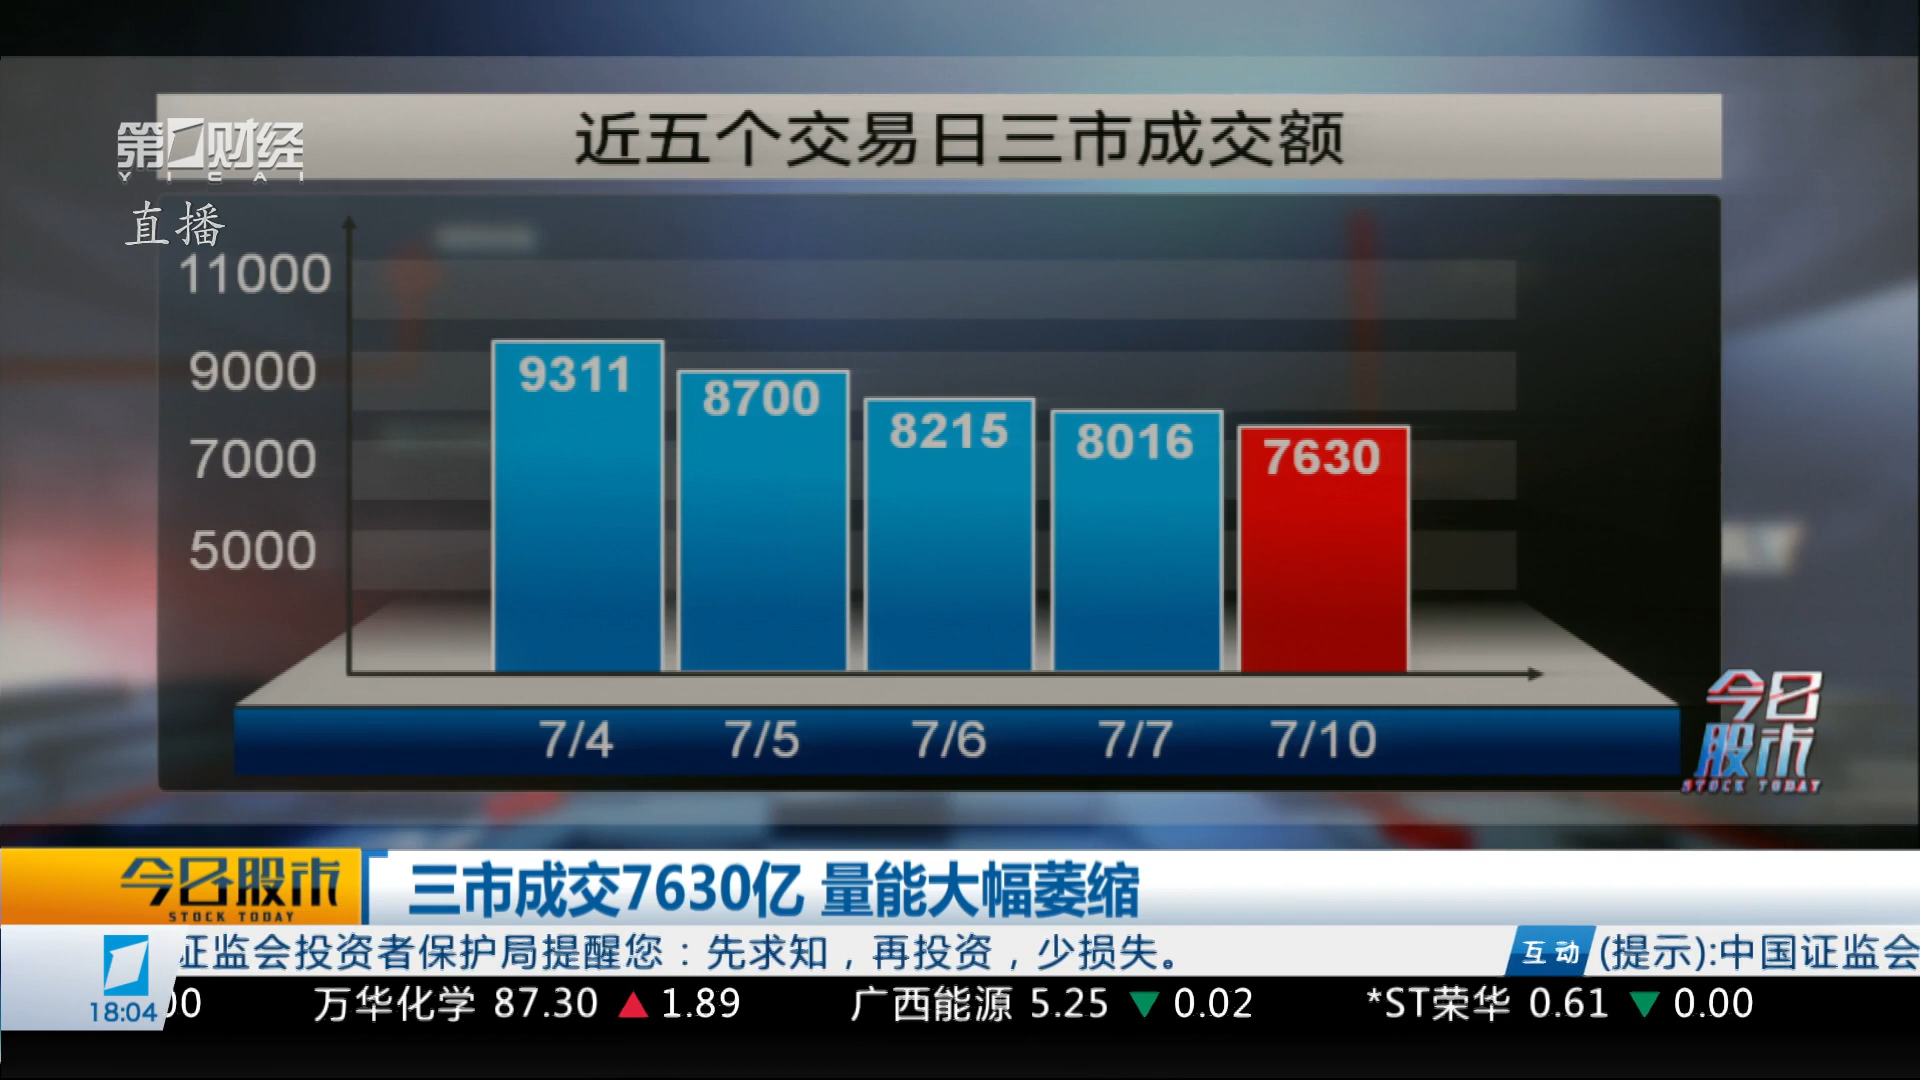 近五个交易日三市成交额
第一财经
YICAI
直播
11000
9000
7000
5000
9311
8700
8215
8016
7630
7/4
7/5
7/6
7/7
7/10
今日
股市
STOCK TODAY
今日股市
STOCK TODAY
三市成交7630亿 量能大幅萎缩
证监会投资者保护局提醒您：先求知，再投资，少损失。
互动
(提示):中国证监会
18:04
00 万华化学 87.30 ▲ 1.89 广西能源 5.25 ▼ 0.02 *ST荣华 0.61 ▼ 0.00